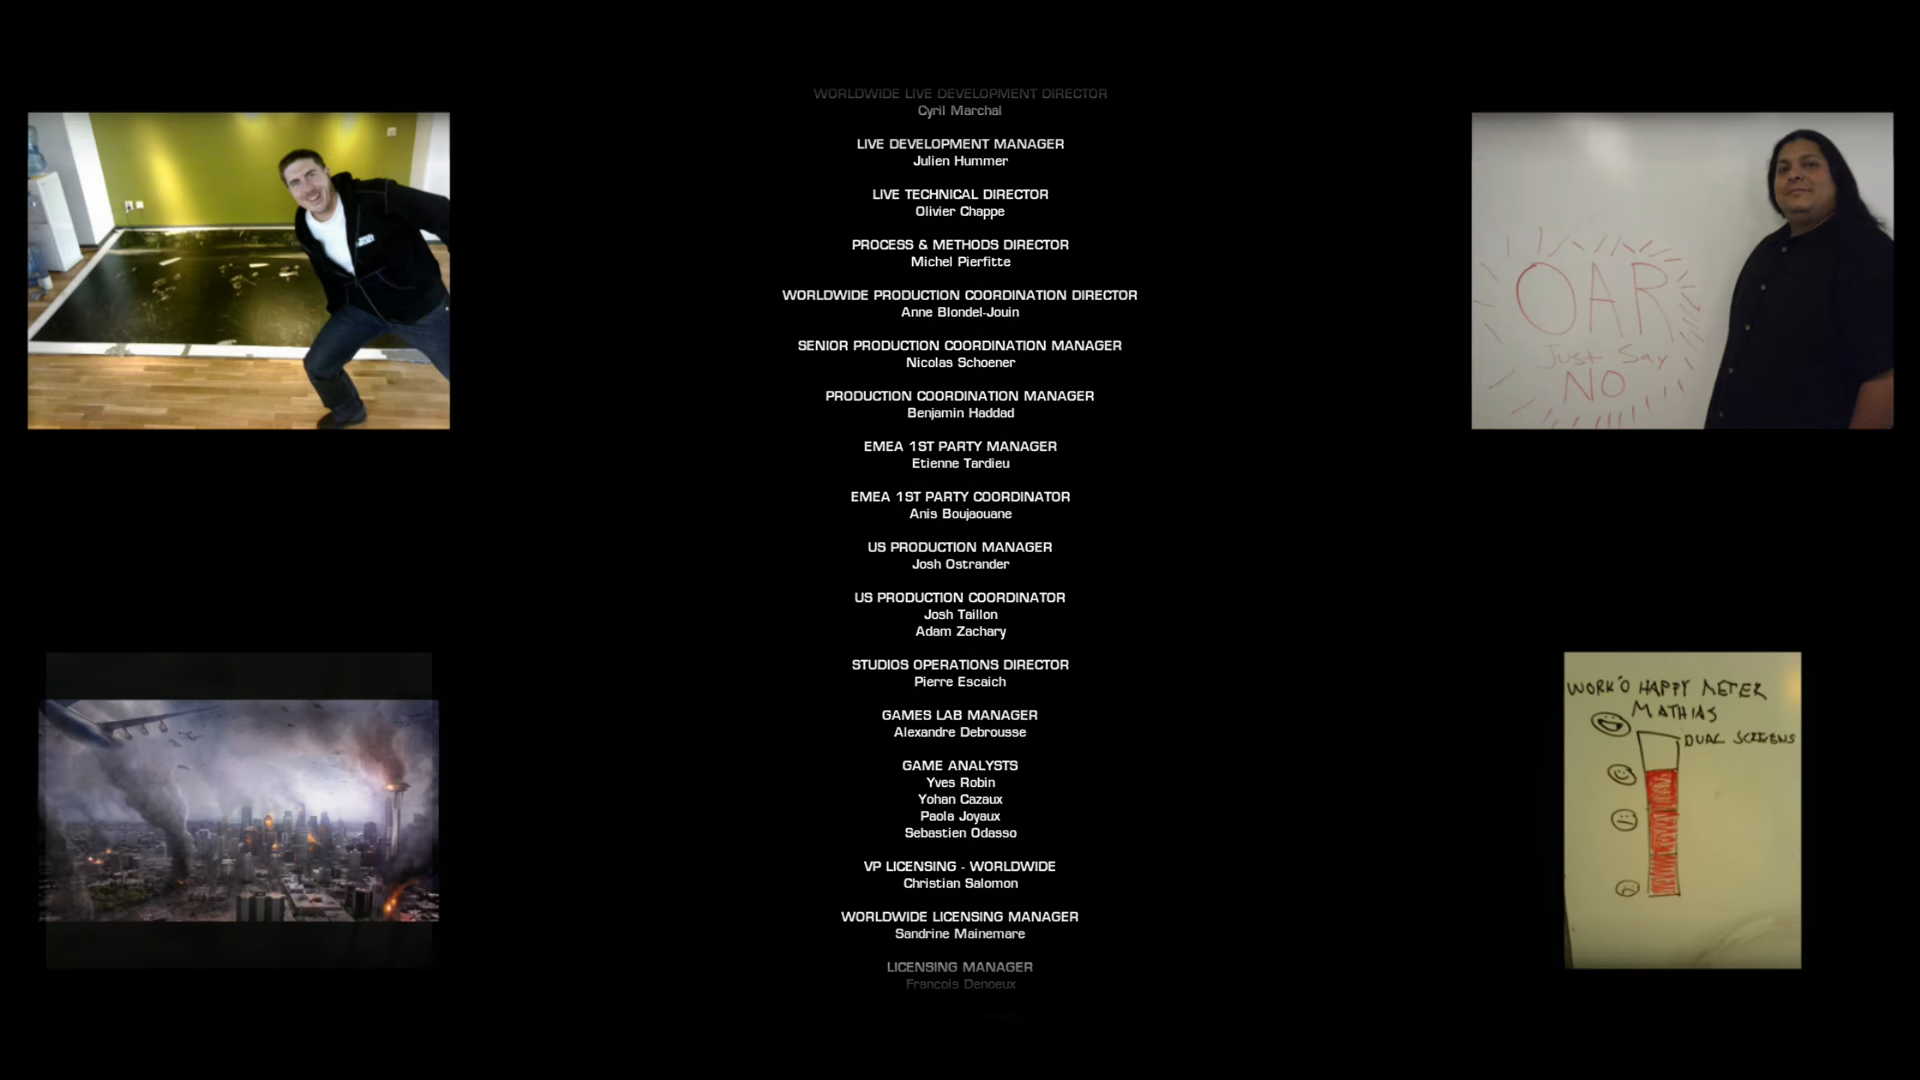 WORLDWIDE LIVE DEVELOPMENT DIRECTOR
Cyril Marchal
LIVE DEVELOPMENT MANAGER
Julien Hummer
LIVE TECHNICAL DIRECTOR
Olivier Chappe
PROCESS & METHODS DIRECTOR
Michel Pierfitte
WORLDWIDE PRODUCTION COORDINATION DIRECTOR
Anne Blondel-Jouin
SENIOR PRODUCTION COORDINATION MANAGER
Nicolas Schoener
PRODUCTION COORDINATION MANAGER
Benjamin Haddad
EMEA 1ST PARTY MANAGER
Etienne Tardieu
EMEA 1ST PARTY COORDINATOR
Anis Boujaouane
US PRODUCTION MANAGER
Josh Ostrander
US PRODUCTION COORDINATOR
Josh Taillon
Adam Zachary
STUDIOS OPERATIONS DIRECTOR
Pierre Escaich
GAMES LAB MANAGER
Alexandre Debrousse
GAME ANALYSTS
Yves Robin
Yohan Cazaux
Paola Joyaux
Sebastien Odasso
VP LICENSING - WORLDWIDE
Christian Salomon
WORLDWIDE LICENSING MANAGER
Sandrine Mainemare
LICENSING MANAGER
Francois Denoeux
OAR
Just Say
NO
WORK'O HAPPY METER
MATHIAS
DUAL SCREENS